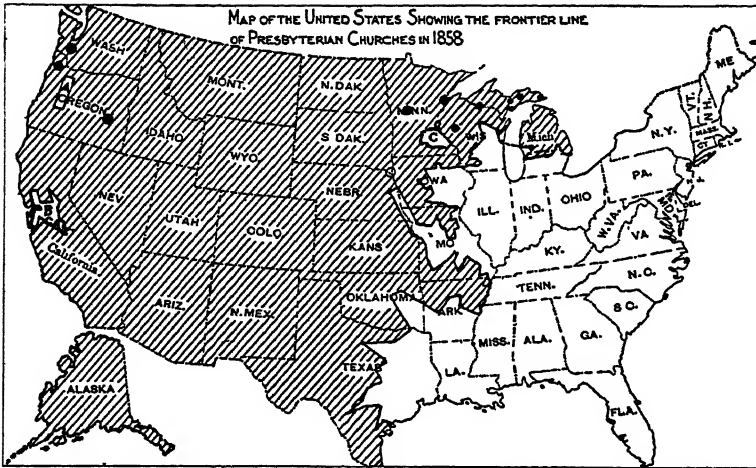 MAP OF THE UNITED STATES SHOWING THE FRONTIER LINE
OF PRESBYTERIAN CHURCHES IN 1858
WASH.
MONT.
N. DAK.
MINN.
ME
VT.
N.H.
A
OREGON
IDAHO
S. DAK.
WIS
Mich
N.Y.
MASS
CT
R.I.
WYO.
C
NEBR.
WA
PA.
NEV.
UTAH
COLO.
ILL.
IND.
OHIO
B
KANS
MO
W.VA.
VA
DEL
California.
KY.
N.C.
ARIZ.
N.MEX.
OKLAHOMA
ARK.
TENN.
S C.
TEXAS
MISS.
ALA.
GA.
LA.
ALASKA
FLA.